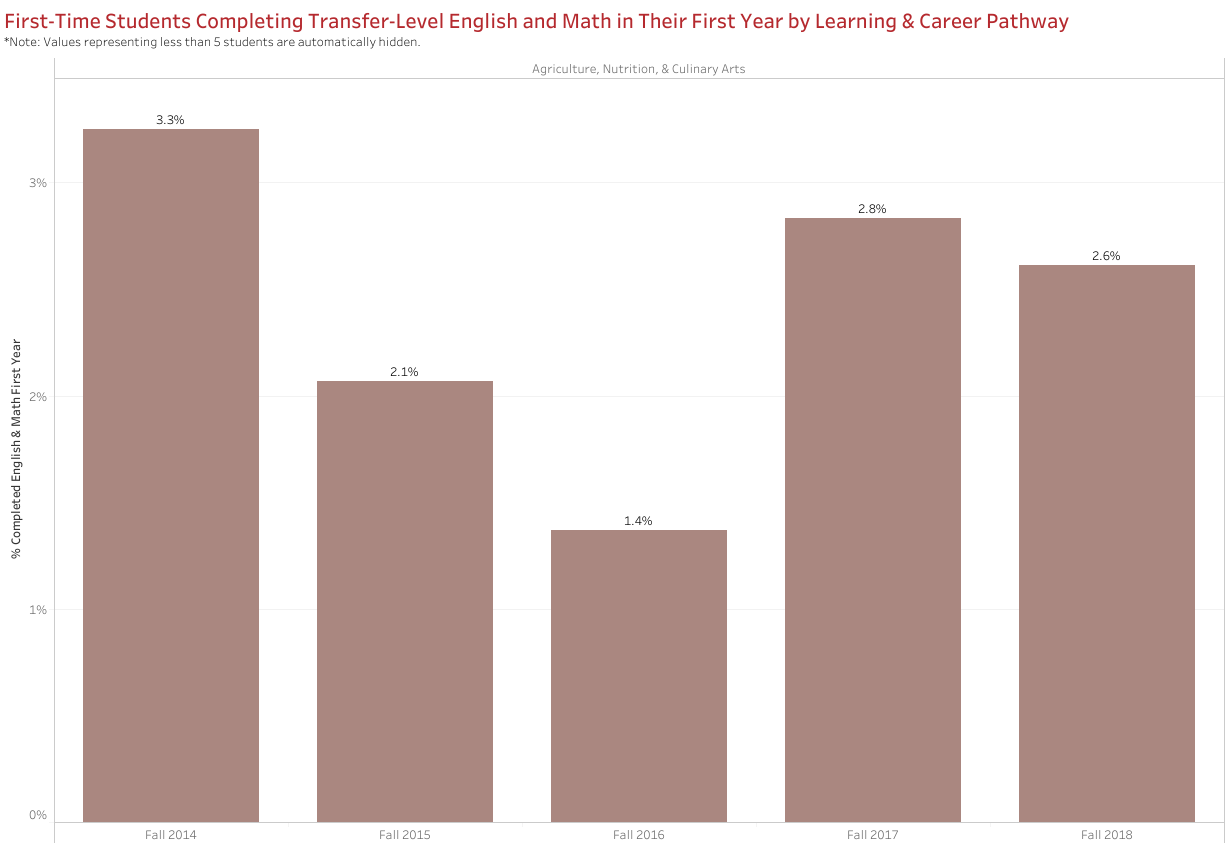 First-Time Students Completing Transfer-Level English and Math in Their First Year by Learning & Career Pathway
*Note: Values representing less than 5 students are automatically hidden.
Agriculture, Nutrition, & Culinary Arts
% Completed English & Math First Year
3%
2%
1%
0%
3.3%
2.1%
1.4%
2.8%
2.6%
Fall 2014
Fall 2015
Fall 2016
Fall 2017
Fall 2018